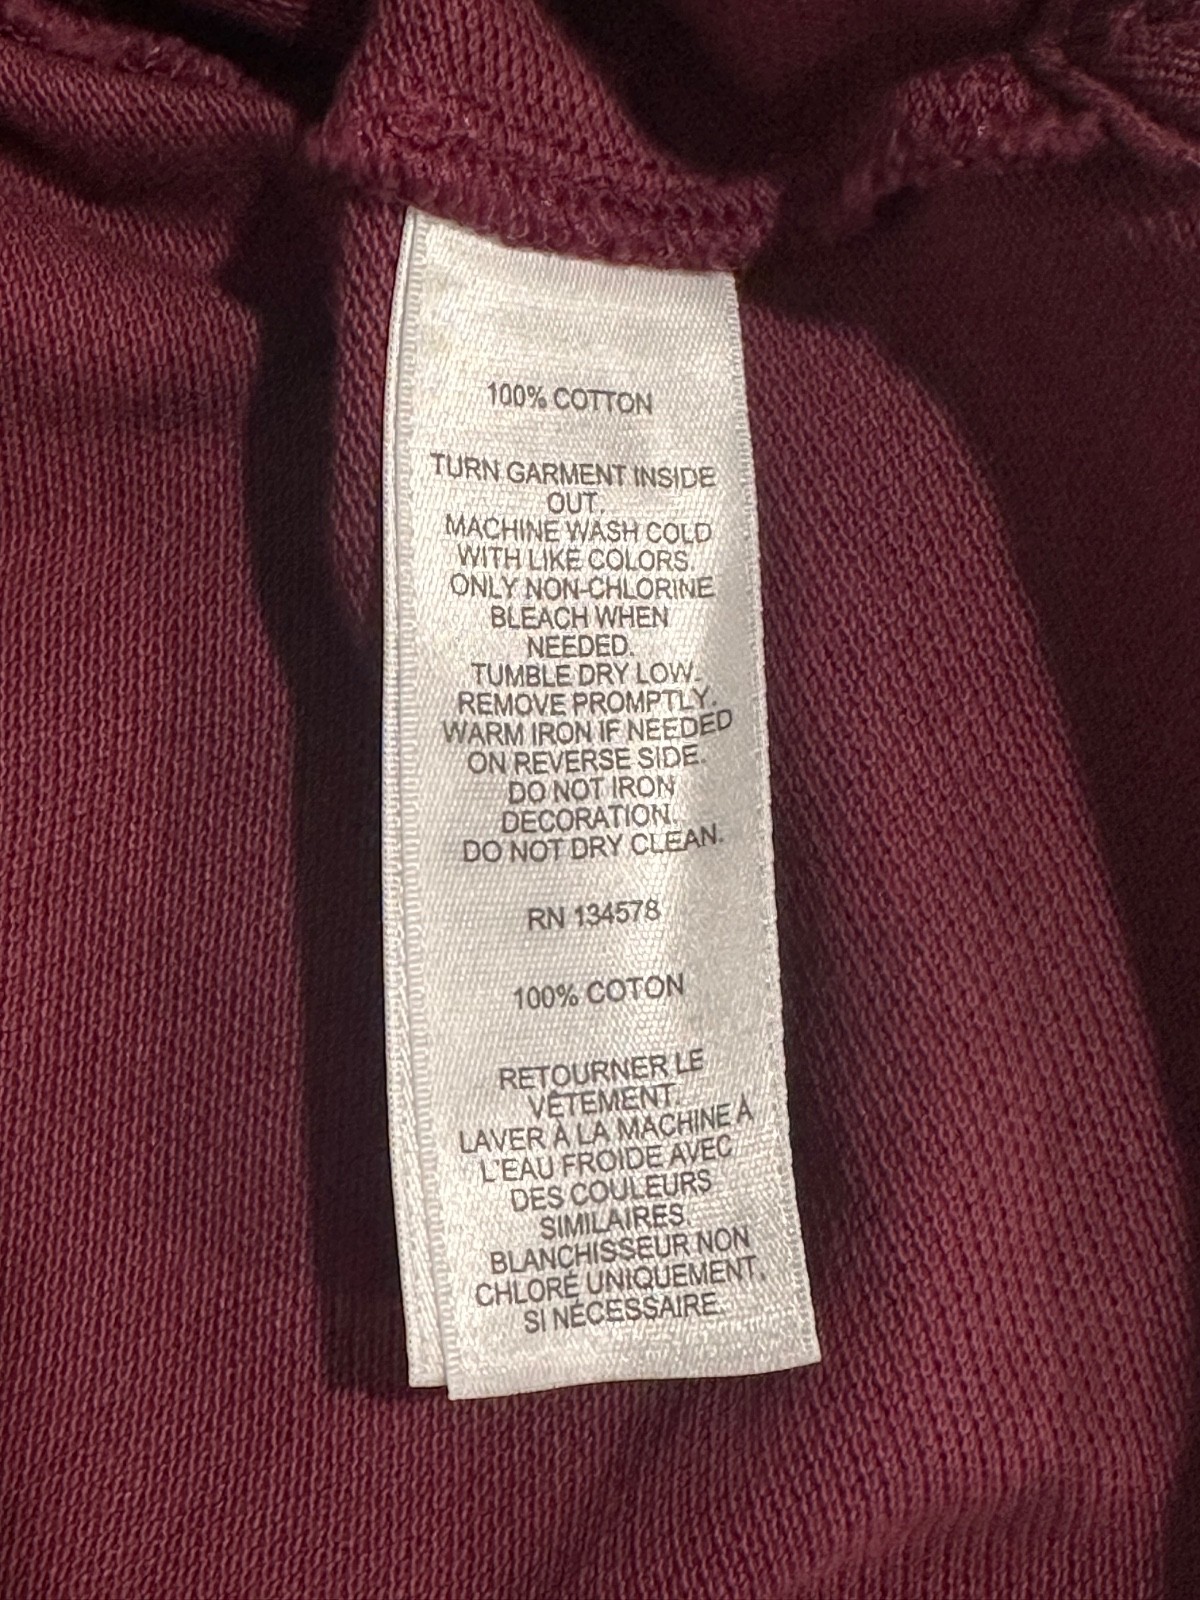 100% COTTON
TURN GARMENT INSIDE
OUT.
MACHINE WASH COLD
WITH LIKE COLORS.
ONLY NON-CHLORINE
BLEACH WHEN
NEEDED.
TUMBLE DRY LOW.
REMOVE PROMPTLY.
WARM IRON IF NEEDED
ON REVERSE SIDE.
DO NOT IRON
DECORATION.
DO NOT DRY CLEAN.
RN 134578
100% COTON
RETOURNER LE
VÊTEMENT.
LAVER À LA MACHINE À
L'EAU FROIDE AVEC
DES COULEURS
SIMILAIRES.
BLANCHISSEUR NON
CHLORÉ UNIQUEMENT,
SI NÉCESSAIRE.